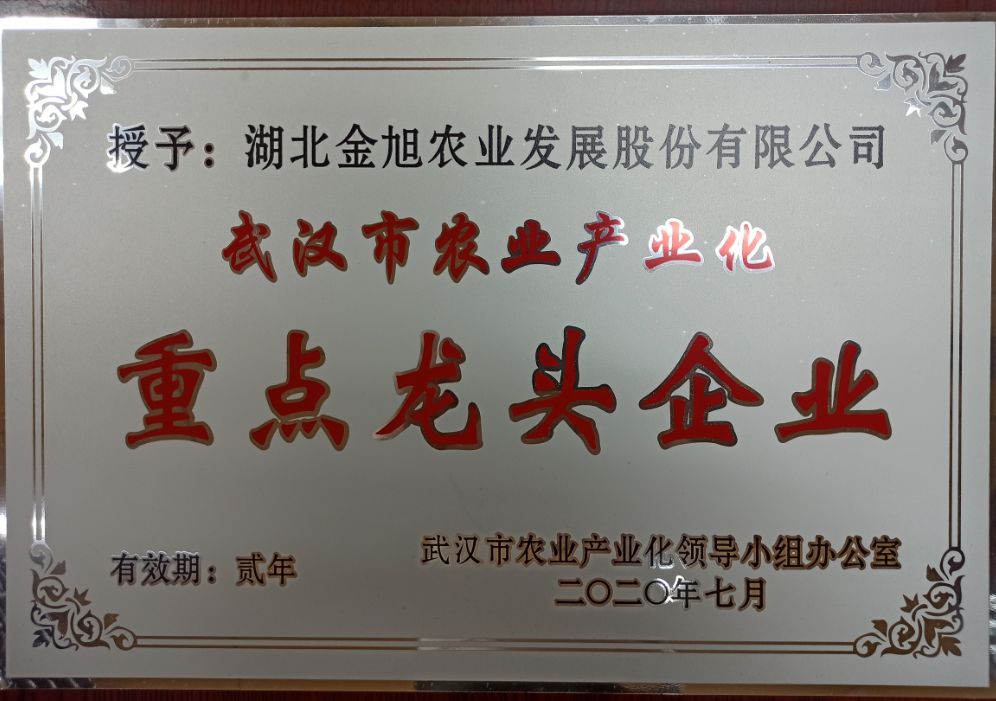 授予：湖北金旭农业发展股份有限公司
武汉市农业产业化
重点龙头企业
有效期：贰年
武汉市农业产业化领导小组办公室
二〇二〇年七月